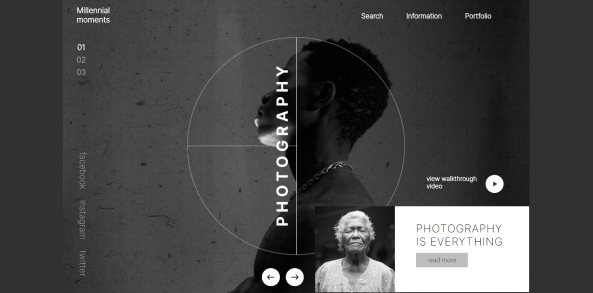 Millennial
moments
Search
Information
Portfolio
01
02
03
PHOTOGRAPHY
facebook
instagram
twitter
view walkthrough
video
PHOTOGRAPHY
IS EVERYTHING
read more